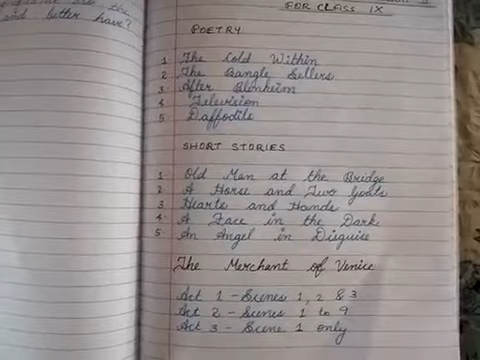 and better have?
FOR CLASS IX
POETRY
1 The Cold Within
2 The Bangle Sellers
3 After Blenheim
4 Television
5 Daffodils
SHORT STORIES
1 Old Man at the Bridge
2 A Horse and Two Goats
3 Hearts and Hands
4 A Face in the Dark
5 An Angel in Disguise
The Merchant of Venice
Act 1 - Scenes 1, 2 & 3
Act 2 - Scenes 1 to 9
Act 3 - Scene 1 only